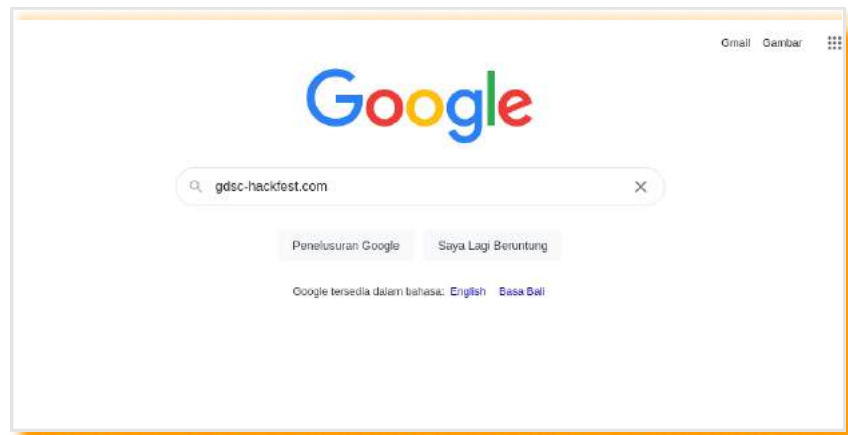 Gmail Gambar
Google
gdsc-hackfest.com
Penelusuran Google Saya Lagi Beruntung
Google tersedia dalam bahasa: English Basa Bali